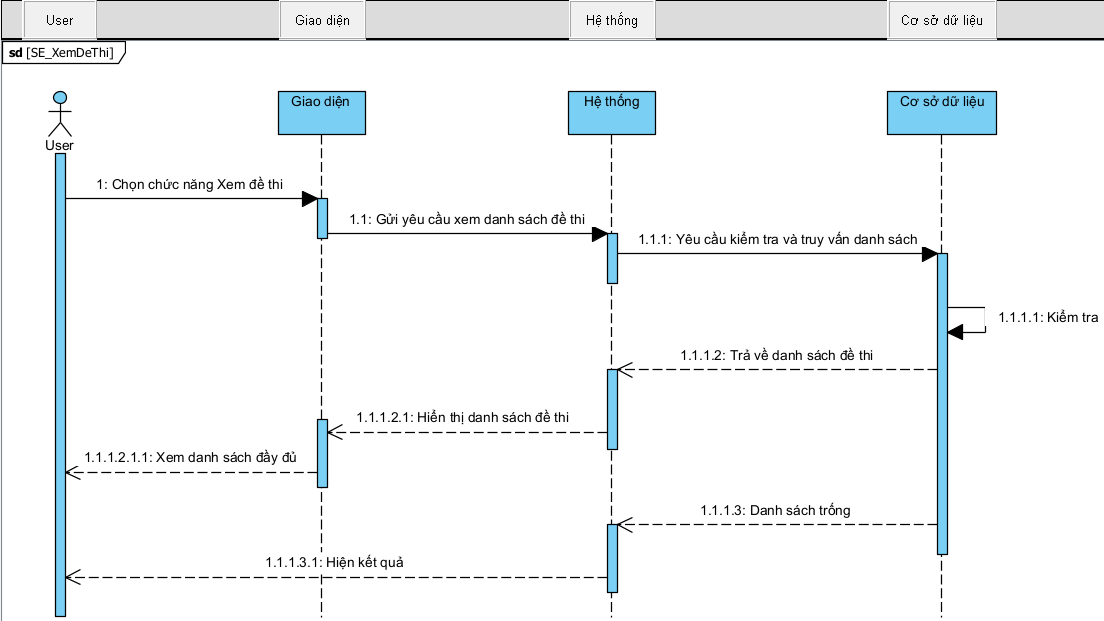 User
Giao diện
Hệ thống
Cơ sở dữ liệu
sd [SE_XemDeThi]
User
Giao diện
Hệ thống
Cơ sở dữ liệu
1: Chọn chức năng Xem đề thi
1.1: Gửi yêu cầu xem danh sách đề thi
1.1.1: Yêu cầu kiểm tra và truy vấn danh sách
1.1.1.1: Kiểm tra
1.1.1.2: Trả về danh sách đề thi
1.1.1.2.1: Hiển thị danh sách đề thi
1.1.1.2.1.1: Xem danh sách đầy đủ
1.1.1.3: Danh sách trống
1.1.1.3.1: Hiện kết quả